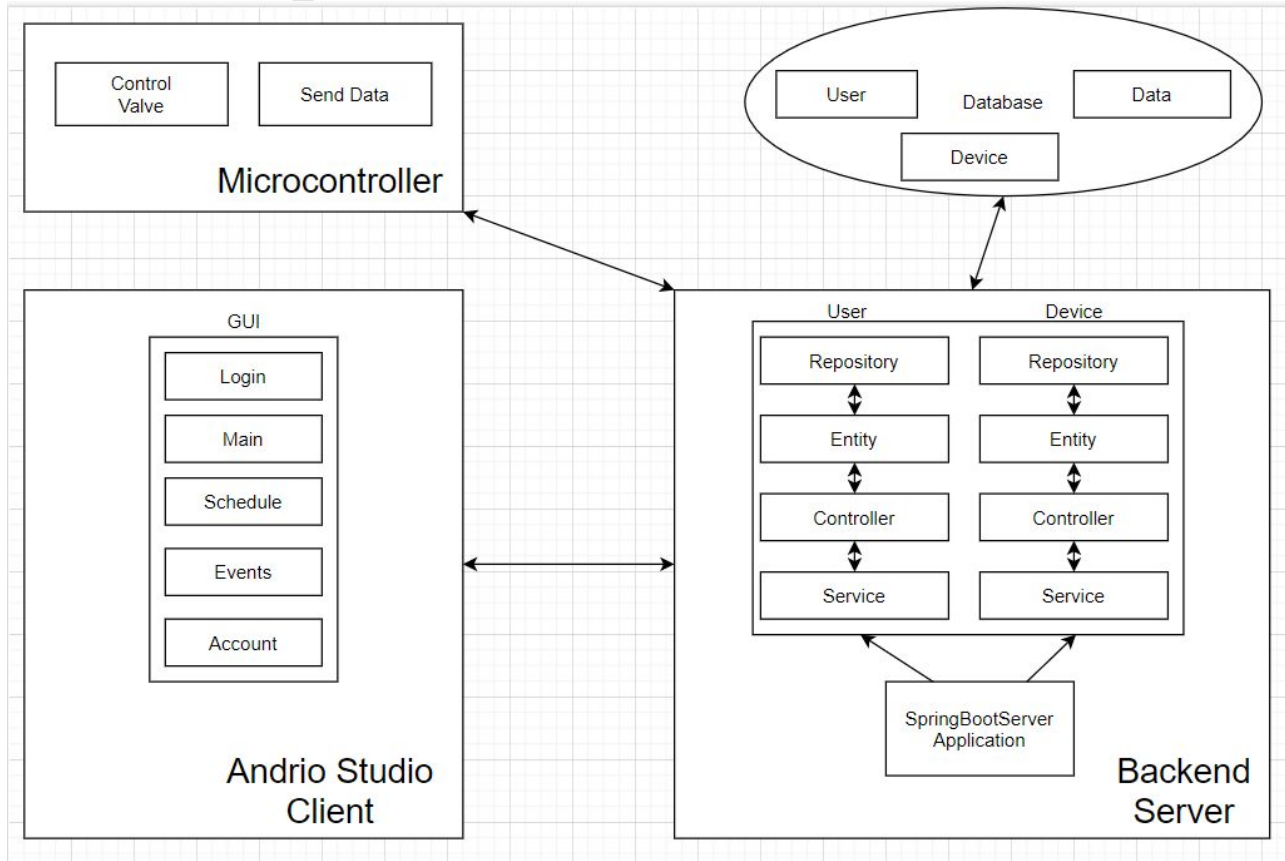 Control
Valve
Send Data
Microcontroller
User
Database
Data
Device
GUI
Login
Main
Schedule
Events
Account
Andrio Studio
Client
User
Device
Repository
Repository
Entity
Entity
Controller
Controller
Service
Service
SpringBootServer
Application
Backend
Server